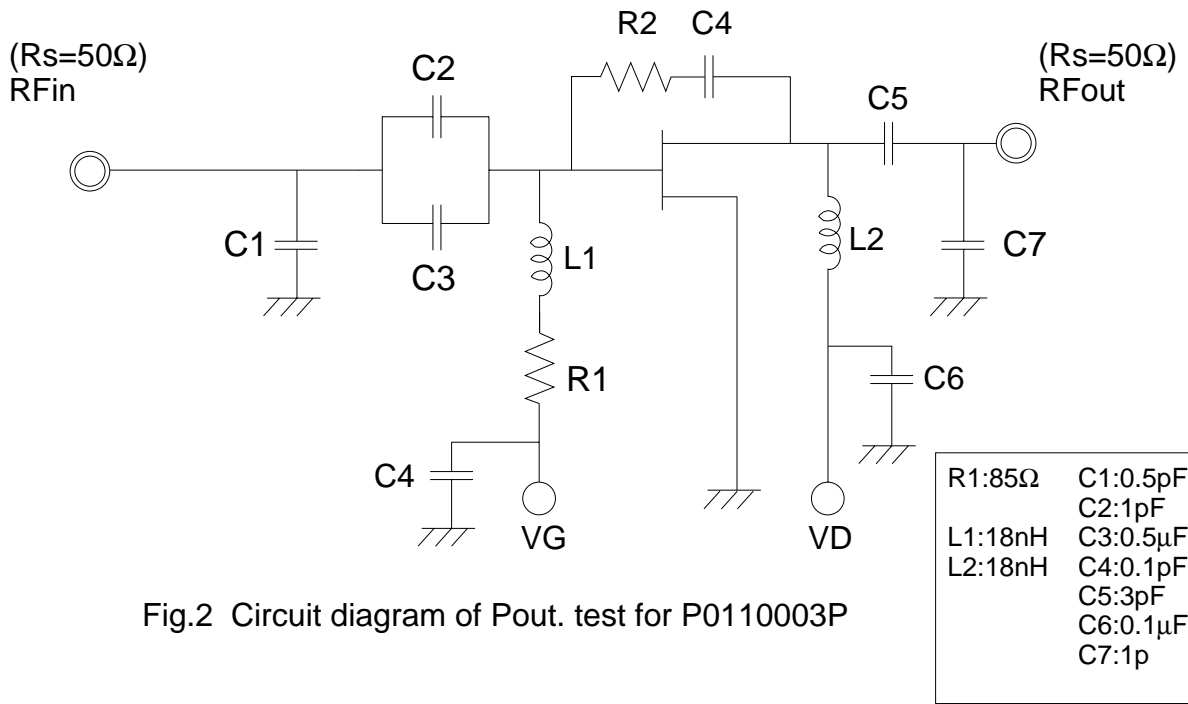 (Rs=50Ω)
RFin
C2
R2
C4
(Rs=50Ω)
RFout
C5
C1
C3
L1
L2
C7
R1
C6
C4
VG
VD
R1:85Ω C1:0.5pF
C2:1pF
L1:18nH C3:0.5μF
L2:18nH C4:0.1pF
C5:3pF
C6:0.1μF
C7:1p
Fig.2 Circuit diagram of Pout. test for P0110003P